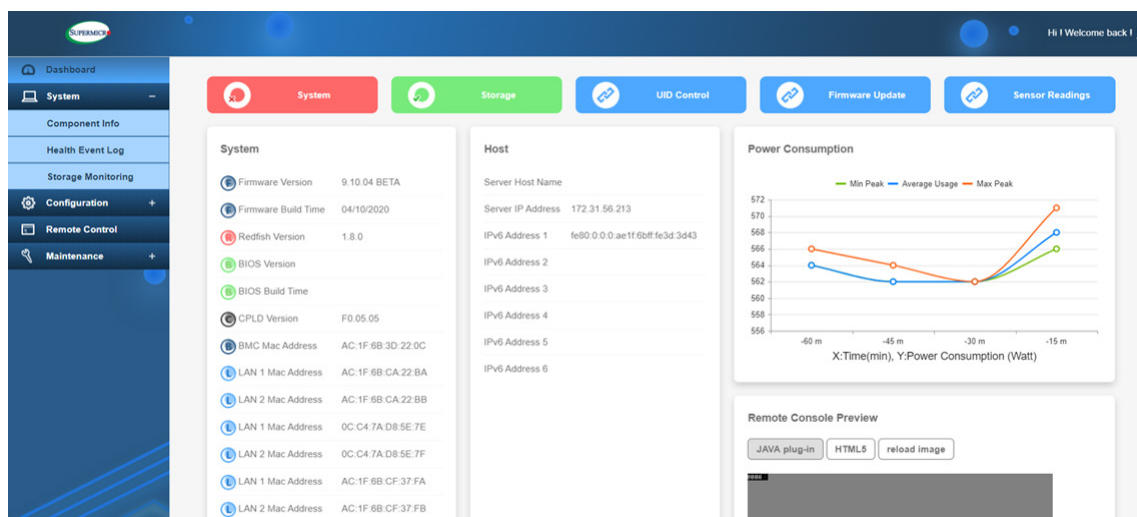 SUPERMICR
Hi ! Welcome back !
Dashboard
System –
Component Info
Health Event Log
Storage Monitoring
Configuration +
Remote Control
Maintenance +
System
Storage
UID Control
Firmware Update
Sensor Readings
System
Firmware Version 9.10.04 BETA
Firmware Build Time 04/10/2020
Redfish Version 1.8.0
BIOS Version
BIOS Build Time
CPLD Version F0.05.05
BMC Mac Address AC:1F:6B:3D:22:0C
LAN 1 Mac Address AC:1F:6B:CA:22:BA
LAN 2 Mac Address AC:1F:6B:CA:22:BB
LAN 1 Mac Address 0C:C4:7A:D8:5E:7E
LAN 2 Mac Address 0C:C4:7A:D8:5E:7F
LAN 1 Mac Address AC:1F:6B:CF:37:FA
LAN 2 Mac Address AC:1F:6B:CF:37:FB
Host
Server Host Name
Server IP Address 172.31.56.213
IPv6 Address 1 fe80:0:0:0:ae1f:6bff:fe3d:3d43
IPv6 Address 2
IPv6 Address 3
IPv6 Address 4
IPv6 Address 5
IPv6 Address 6
Power Consumption
Min Peak Average Usage Max Peak
572
570
568
566
564
562
560
558
556
-60 m -45 m -30 m -15 m
X:Time(min), Y:Power Consumption (Watt)
Remote Console Preview
JAVA plug-in HTML5 reload image